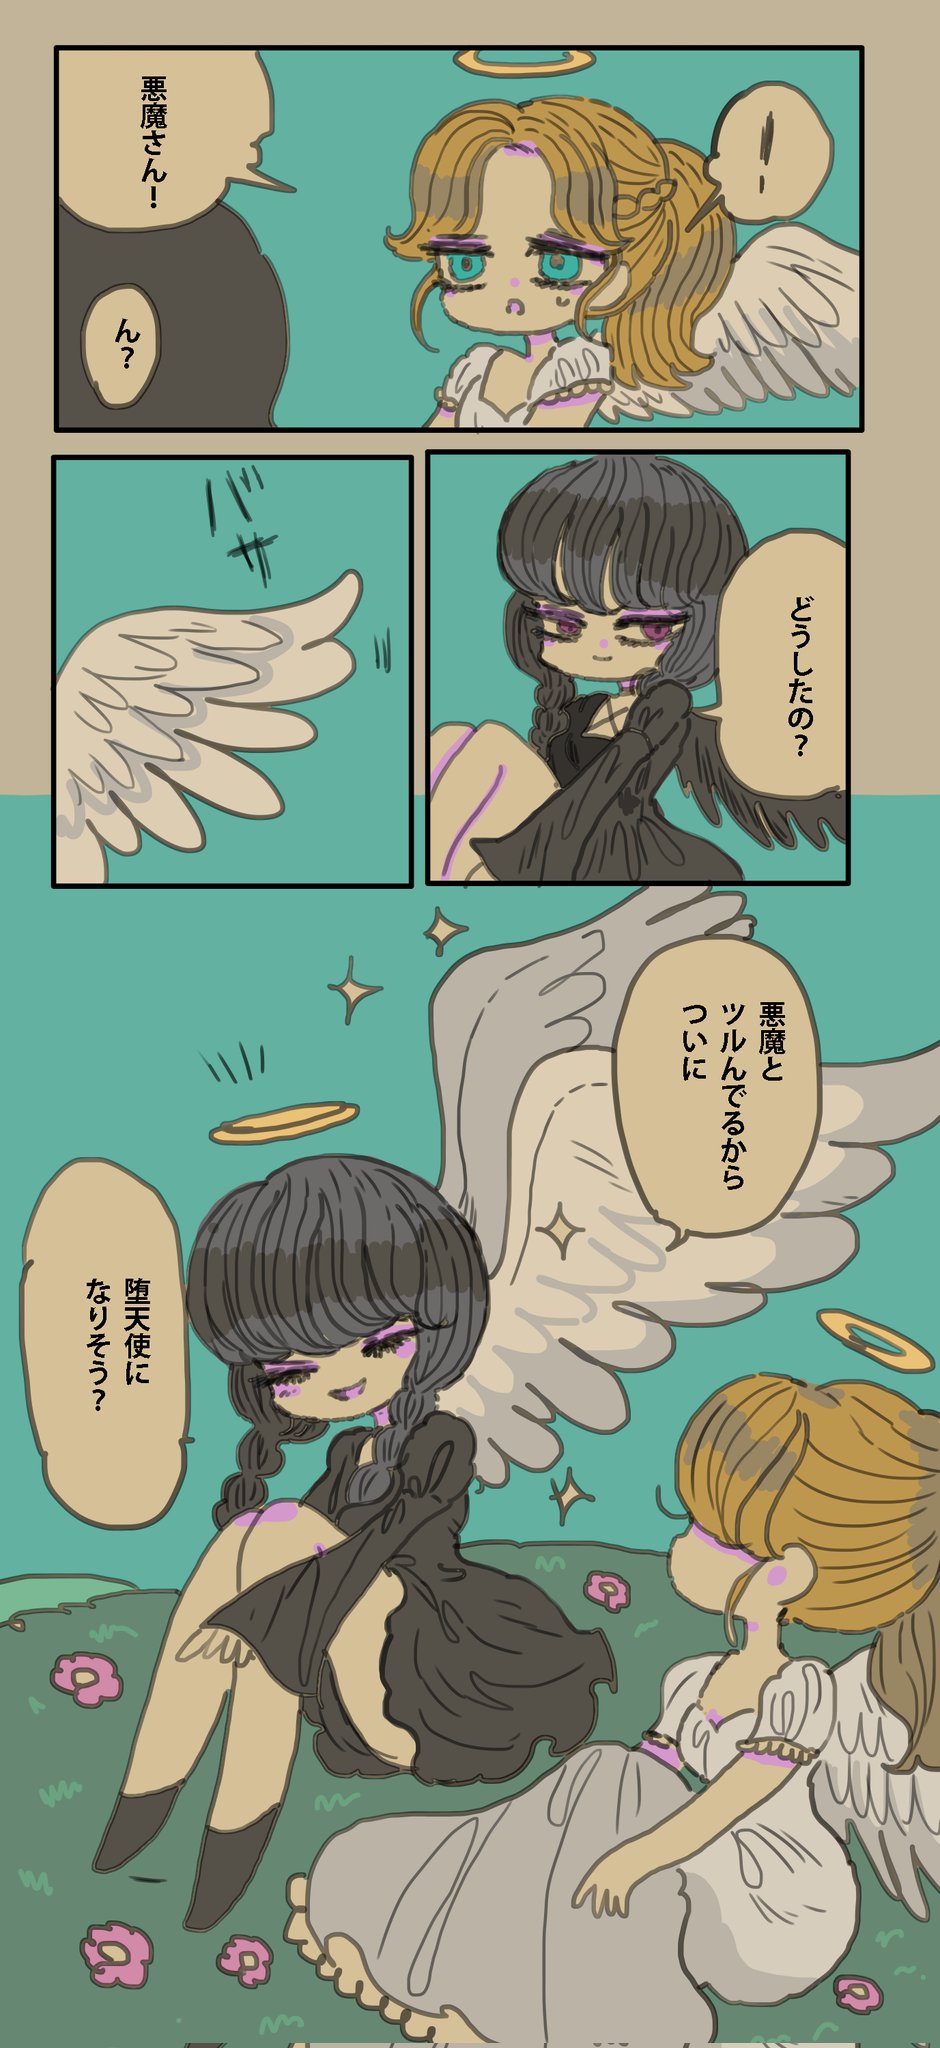 ！
悪魔さん！
ん？
どうしたの？
バサ
悪魔と
ツルんでるから
ついに
堕天使に
なりそう？